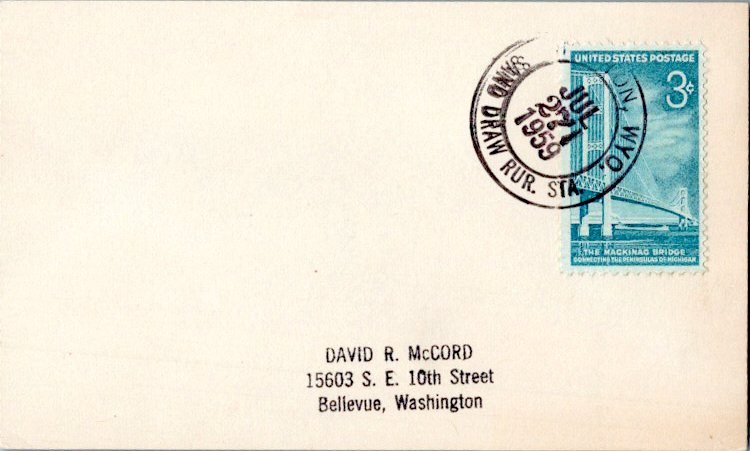 SAND DRAW RUR. STA. ON, WYO.
JUL
27
1959
UNITED STATES POSTAGE
3¢
THE MACKINAC BRIDGE
CONNECTING THE PENINSULAS OF MICHIGAN
DAVID R. McCORD
15603 S. E. 10th Street
Bellevue, Washington